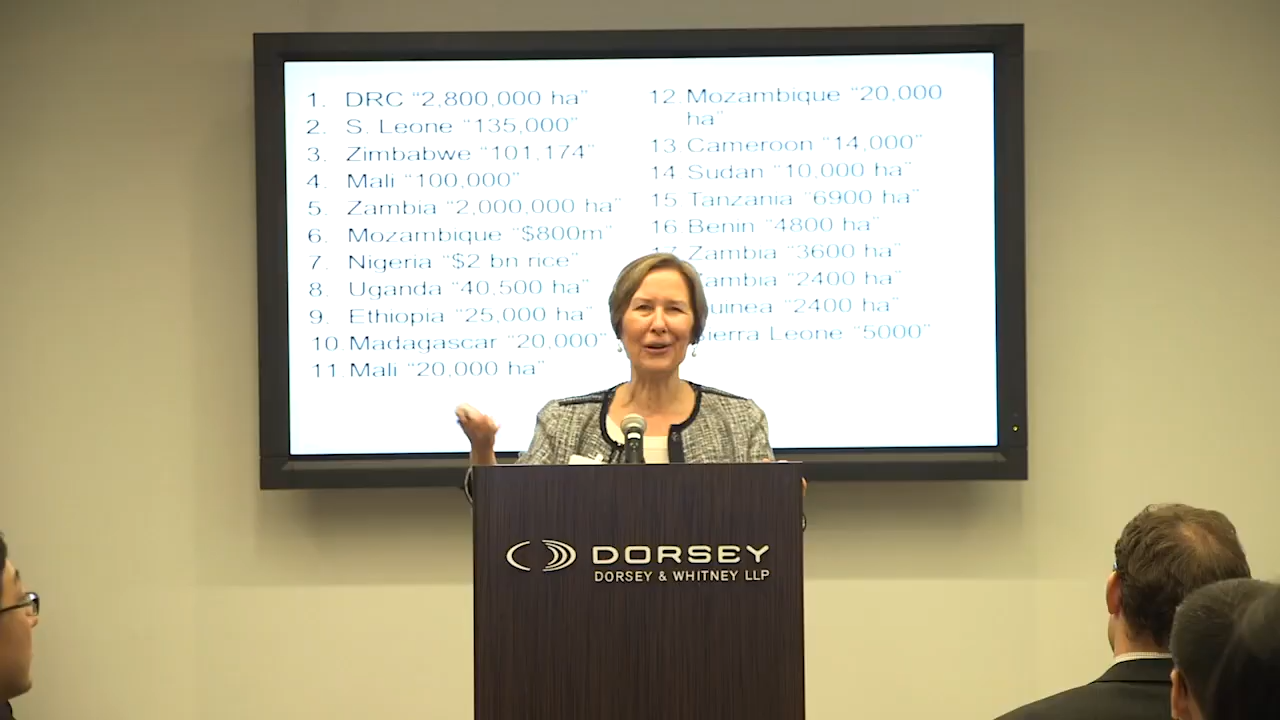 1. DRC “2,800,000 ha”
2. S. Leone “135,000”
3. Zimbabwe “101,174”
4. Mali “100,000”
5. Zambia “2,000,000 ha”
6. Mozambique “$800m”
7. Nigeria “$2 bn rice”
8. Uganda “40,500 ha”
9. Ethiopia “25,000 ha”
10. Madagascar “20,000”
11. Mali “20,000 ha”
12. Mozambique “20,000
ha”
13 Cameroon “14,000”
14 Sudan “10,000 ha”
15 Tanzania “6900 ha”
16 Benin “4800 ha”
17 Zambia “3600 ha”
“2400 ha”
“2400 ha”
Leone “5000”
DORSEY
DORSEY & WHITNEY LLP